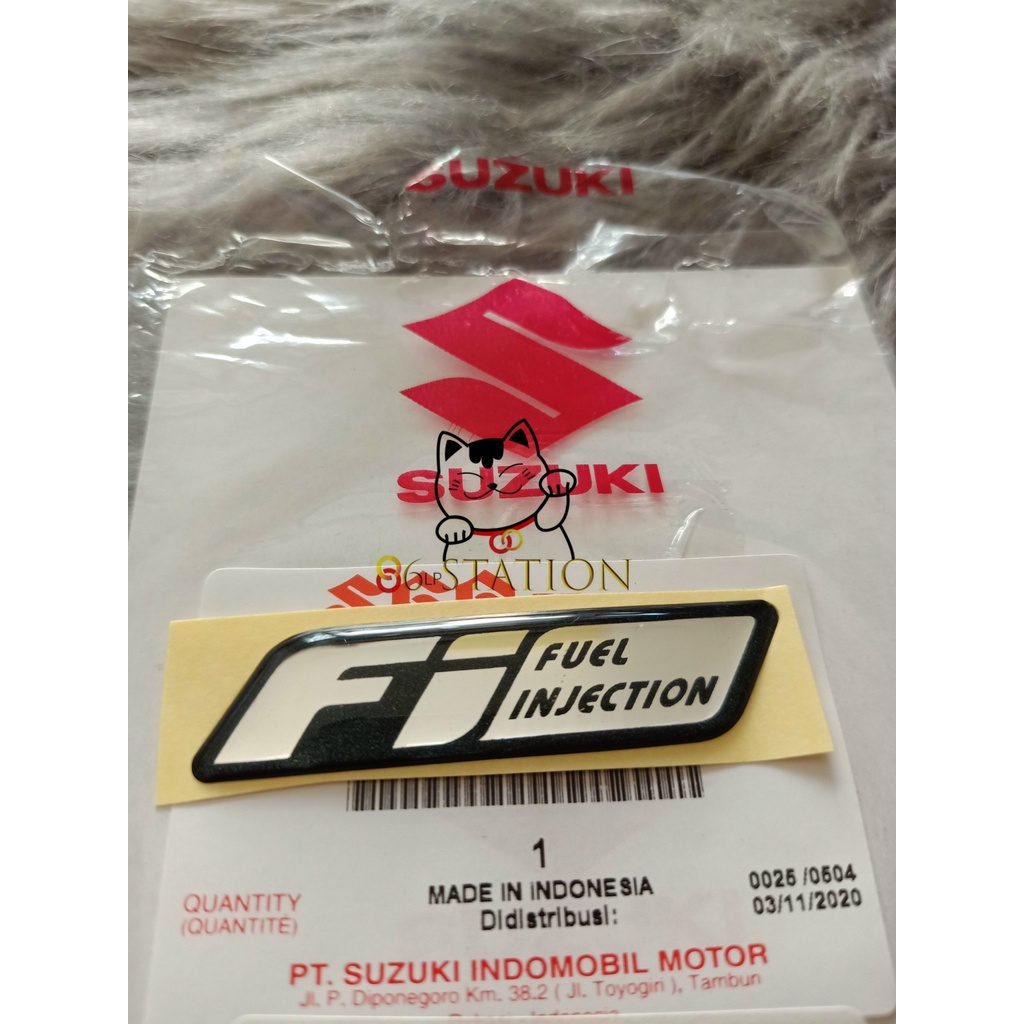 SUZUKI
SUZUKI
86LPSTATION
Fi FUEL
INJECTION
1
MADE IN INDONESIA
Didistribusi:
0025 /0504
03/11/2020
QUANTITY
(QUANTITÉ)
PT. SUZUKI INDOMOBIL MOTOR
Jl. P. Diponegoro Km. 38.2 ( Jl. Toyogiri ), Tambun